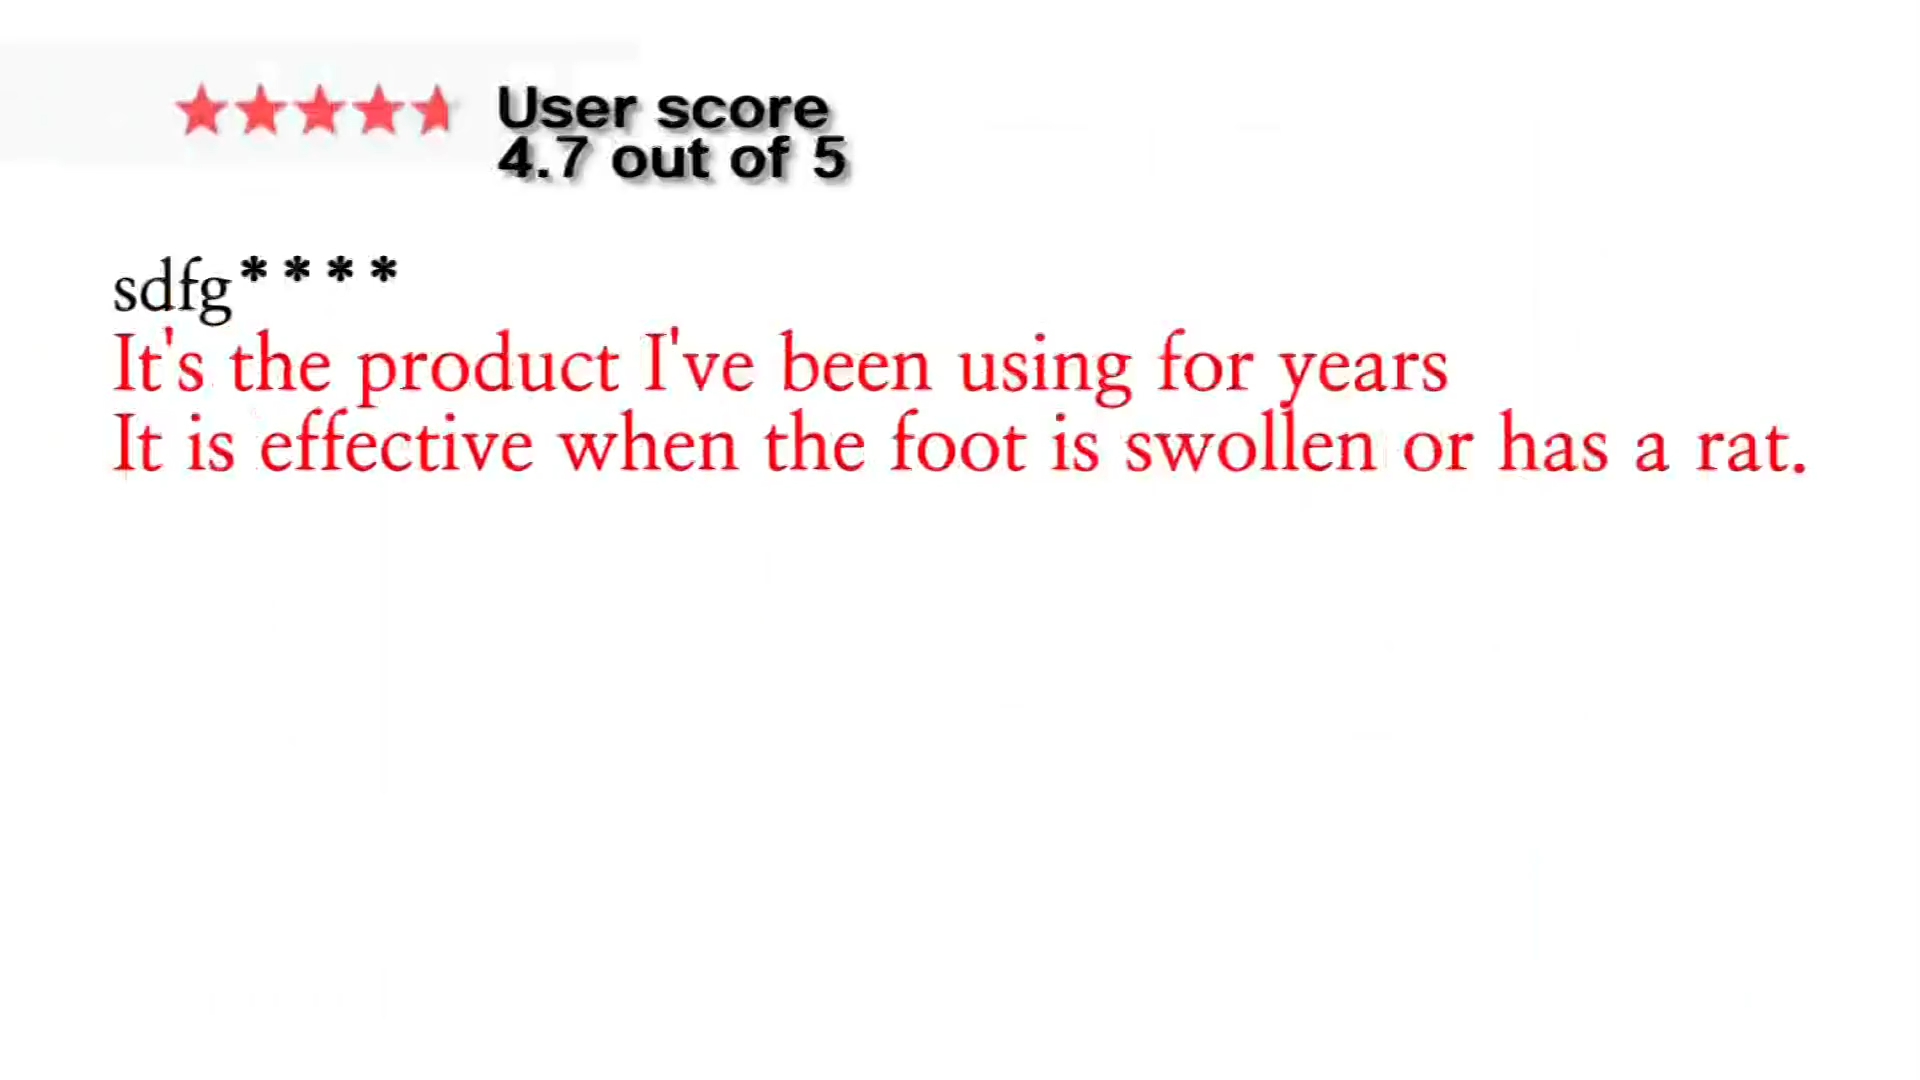 User score
4.7 out of 5
sdfg****
It's the product I've been using for years
It is effective when the foot is swollen or has a rat.